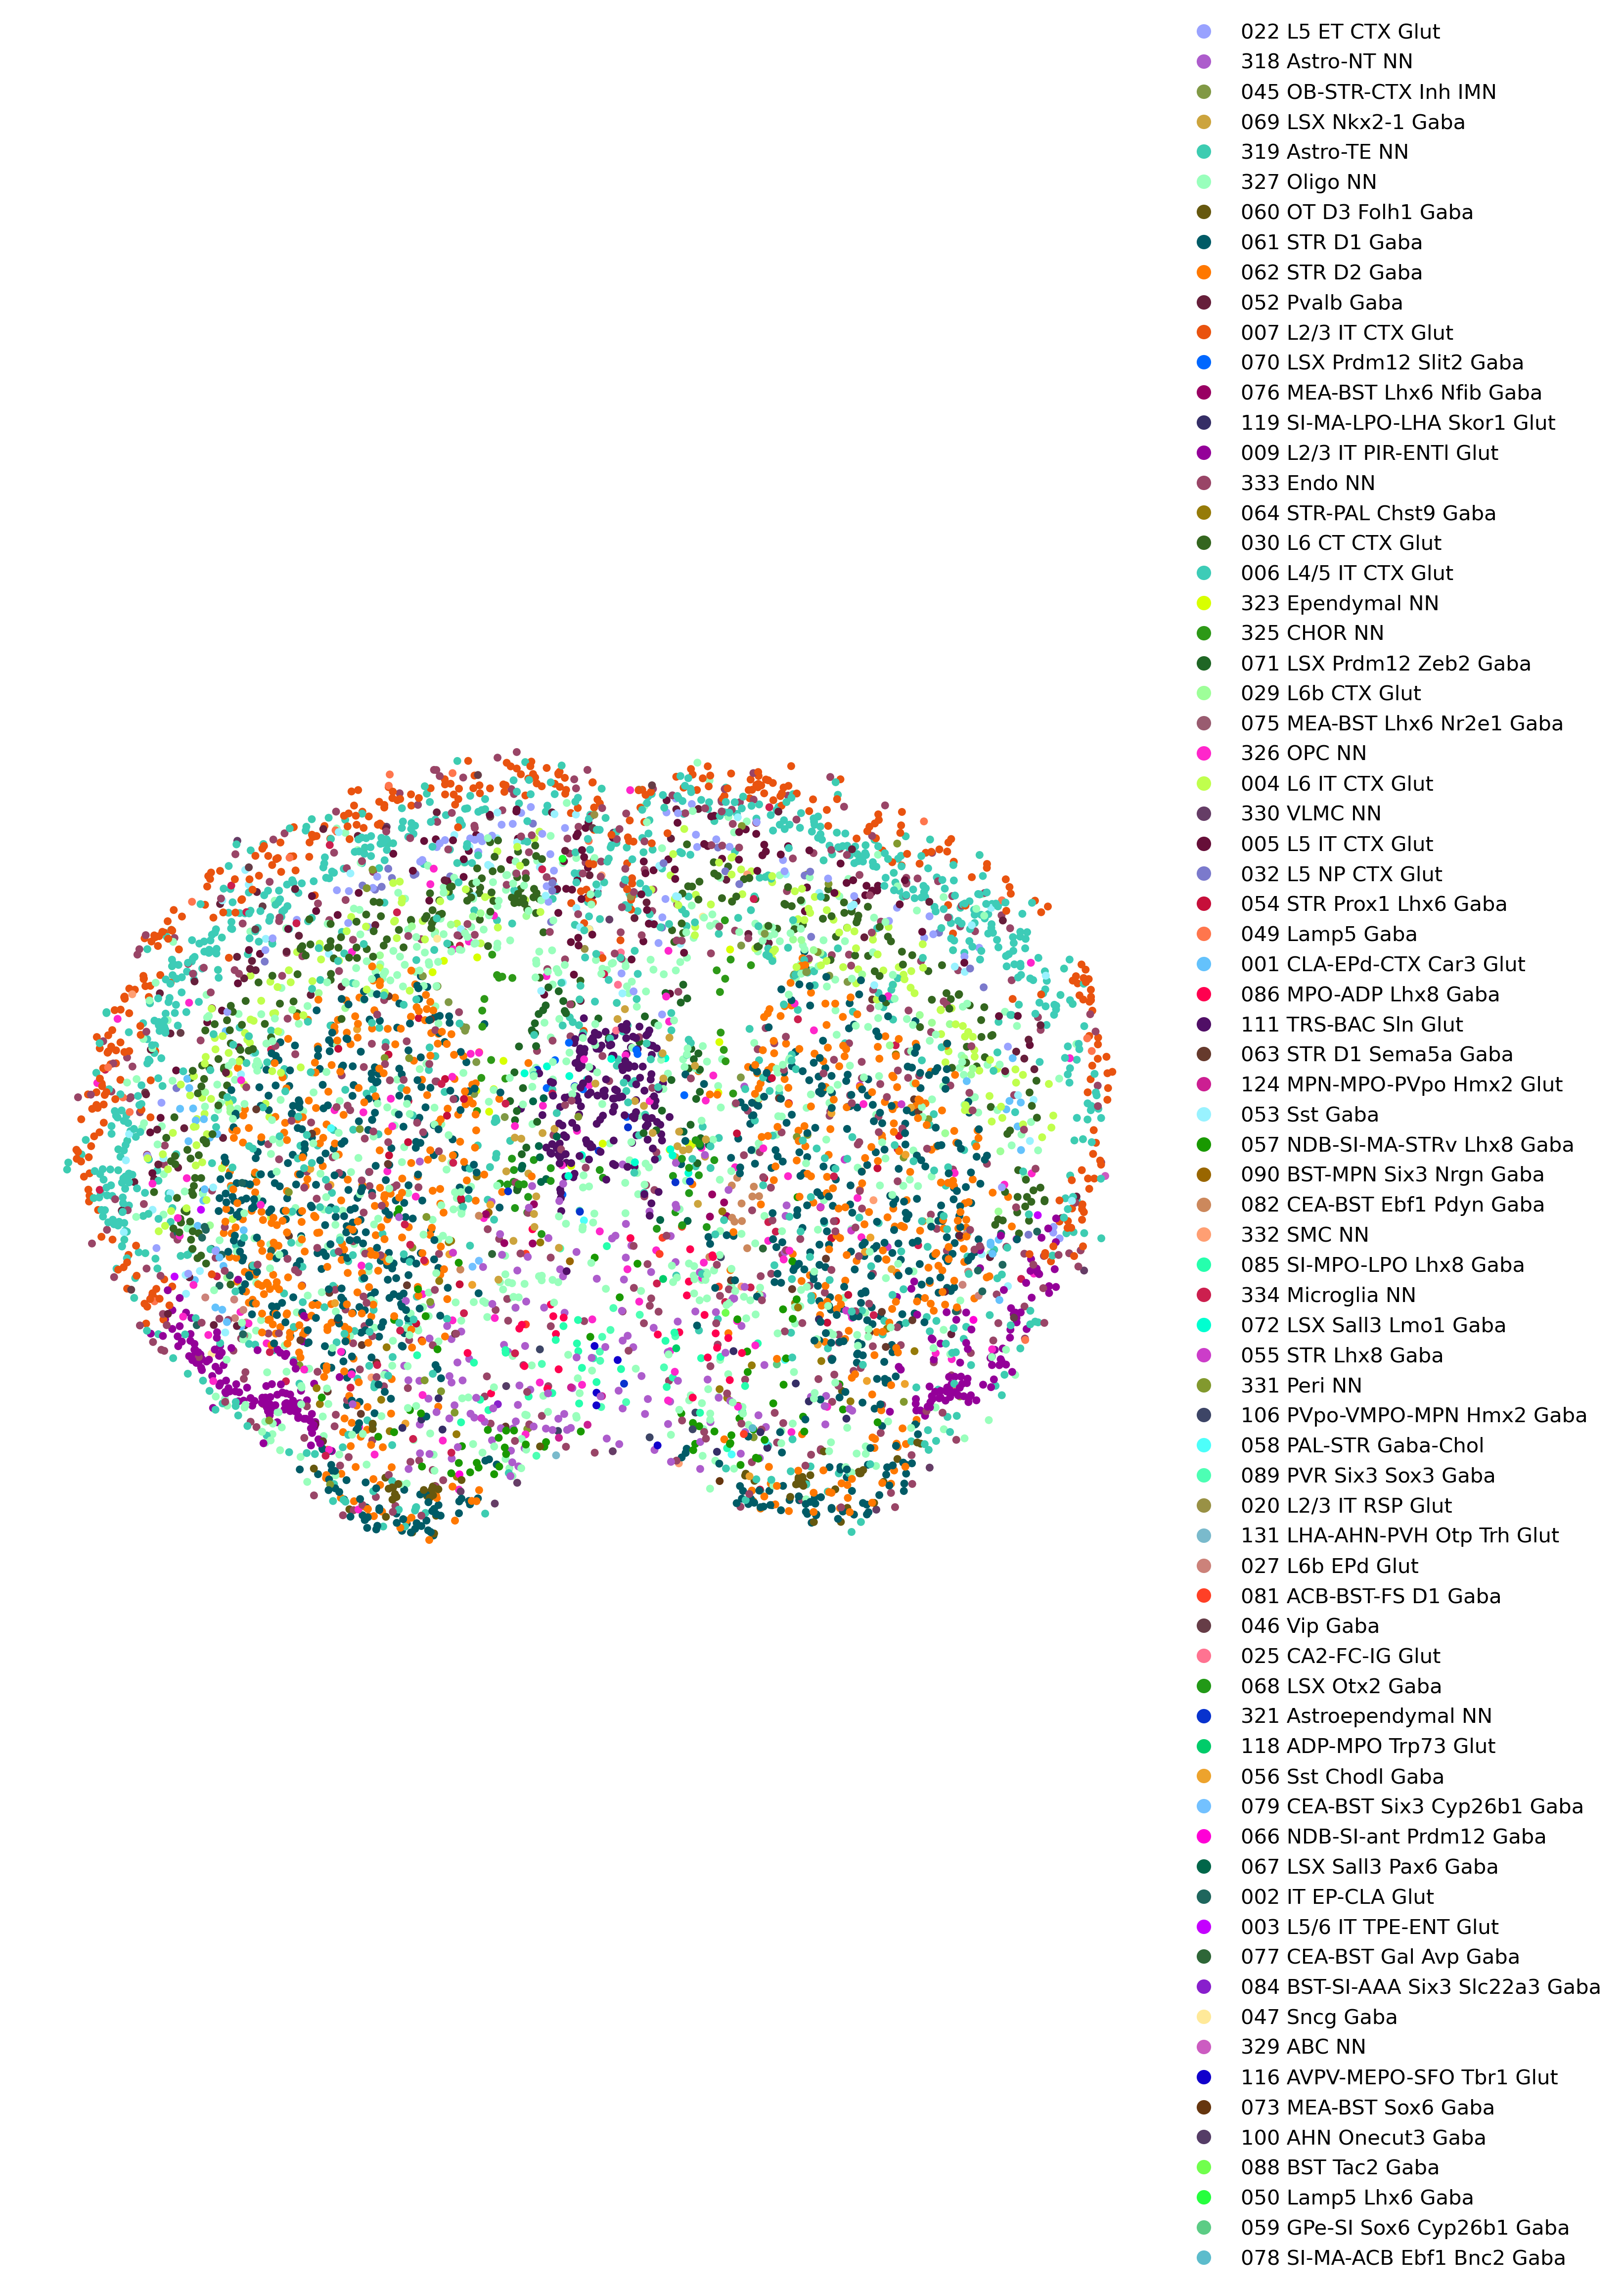 022 L5 ET CTX Glut
318 Astro-NT NN
045 OB-STR-CTX Inh IMN
069 LSX Nkx2-1 Gaba
319 Astro-TE NN
327 Oligo NN
060 OT D3 Folh1 Gaba
061 STR D1 Gaba
062 STR D2 Gaba
052 Pvalb Gaba
007 L2/3 IT CTX Glut
070 LSX Prdm12 Slit2 Gaba
076 MEA-BST Lhx6 Nfib Gaba
119 SI-MA-LPO-LHA Skor1 Glut
009 L2/3 IT PIR-ENTl Glut
333 Endo NN
064 STR-PAL Chst9 Gaba
030 L6 CT CTX Glut
006 L4/5 IT CTX Glut
323 Ependymal NN
325 CHOR NN
071 LSX Prdm12 Zeb2 Gaba
029 L6b CTX Glut
075 MEA-BST Lhx6 Nr2e1 Gaba
326 OPC NN
004 L6 IT CTX Glut
330 VLMC NN
005 L5 IT CTX Glut
032 L5 NP CTX Glut
054 STR Prox1 Lhx6 Gaba
049 Lamp5 Gaba
001 CLA-EPd-CTX Car3 Glut
086 MPO-ADP Lhx8 Gaba
111 TRS-BAC Sln Glut
063 STR D1 Sema5a Gaba
124 MPN-MPO-PVpo Hmx2 Glut
053 Sst Gaba
057 NDB-SI-MA-STRv Lhx8 Gaba
090 BST-MPN Six3 Nrgn Gaba
082 CEA-BST Ebf1 Pdyn Gaba
332 SMC NN
085 SI-MPO-LPO Lhx8 Gaba
334 Microglia NN
072 LSX Sall3 Lmo1 Gaba
055 STR Lhx8 Gaba
331 Peri NN
106 PVpo-VMPO-MPN Hmx2 Gaba
058 PAL-STR Gaba-Chol
089 PVR Six3 Sox3 Gaba
020 L2/3 IT RSP Glut
131 LHA-AHN-PVH Otp Trh Glut
027 L6b EPd Glut
081 ACB-BST-FS D1 Gaba
046 Vip Gaba
025 CA2-FC-IG Glut
068 LSX Otx2 Gaba
321 Astroependymal NN
118 ADP-MPO Trp73 Glut
056 Sst Chodl Gaba
079 CEA-BST Six3 Cyp26b1 Gaba
066 NDB-SI-ant Prdm12 Gaba
067 LSX Sall3 Pax6 Gaba
002 IT EP-CLA Glut
003 L5/6 IT TPE-ENT Glut
077 CEA-BST Gal Avp Gaba
084 BST-SI-AAA Six3 Slc22a3 Gaba
047 Sncg Gaba
329 ABC NN
116 AVPV-MEPO-SFO Tbr1 Glut
073 MEA-BST Sox6 Gaba
100 AHN Onecut3 Gaba
088 BST Tac2 Gaba
050 Lamp5 Lhx6 Gaba
059 GPe-SI Sox6 Cyp26b1 Gaba
078 SI-MA-ACB Ebf1 Bnc2 Gaba